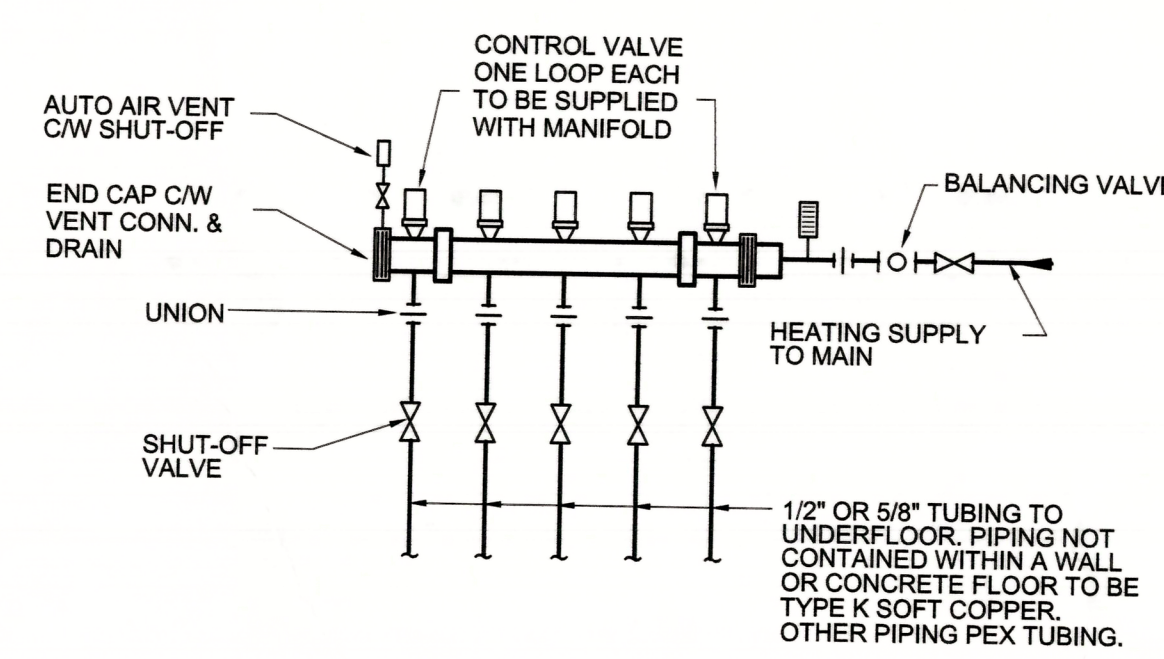 CONTROL VALVE
ONE LOOP EACH
TO BE SUPPLIED
WITH MANIFOLD
AUTO AIR VENT
C/W SHUT-OFF
END CAP C/W
VENT CONN. &
DRAIN
BALANCING VALVE
UNION
HEATING SUPPLY
TO MAIN
SHUT-OFF
VALVE
1/2" OR 5/8" TUBING TO
UNDERFLOOR. PIPING NOT
CONTAINED WITHIN A WALL
OR CONCRETE FLOOR TO BE
TYPE K SOFT COPPER.
OTHER PIPING PEX TUBING.